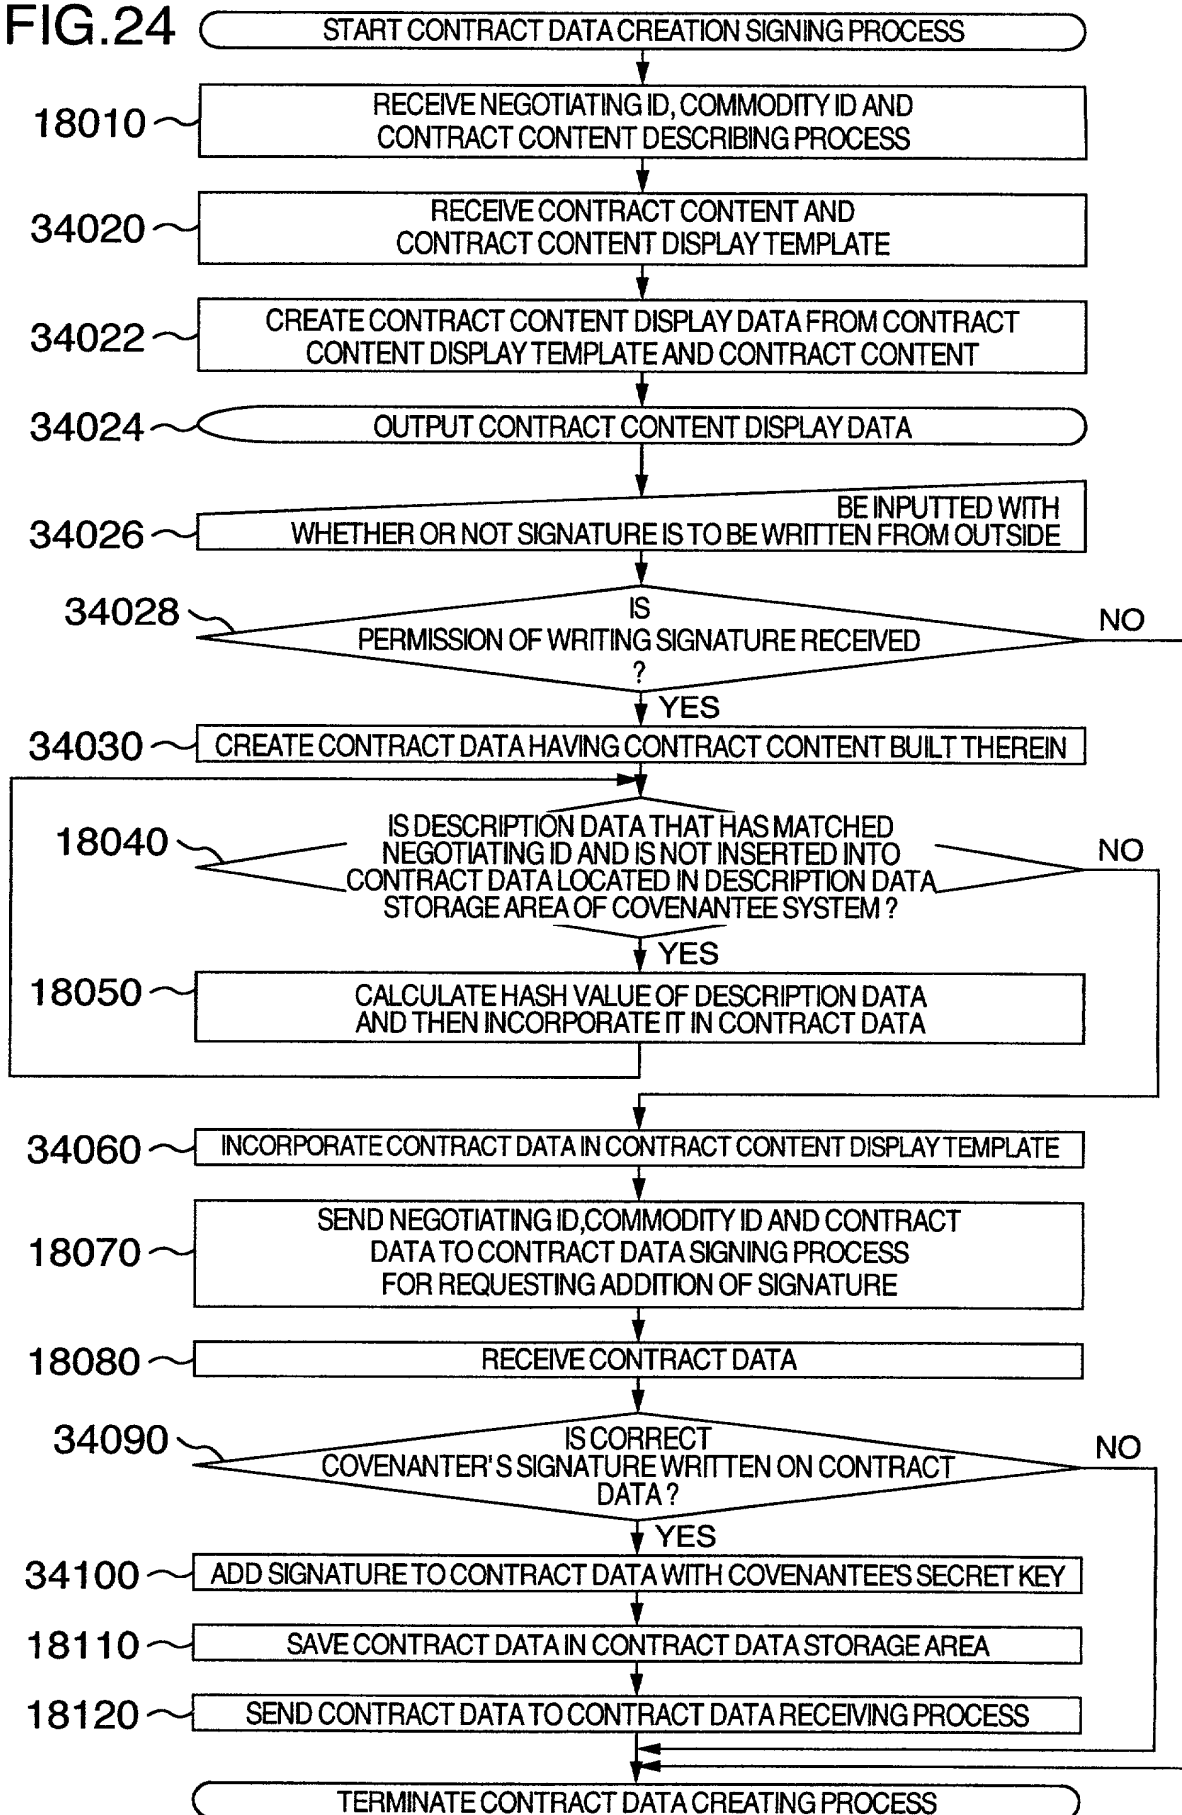 FIG.24
START CONTRACT DATA CREATION SIGNING PROCESS
18010
RECEIVE NEGOTIATING ID, COMMODITY ID AND
CONTRACT CONTENT DESCRIBING PROCESS
34020
RECEIVE CONTRACT CONTENT AND
CONTRACT CONTENT DISPLAY TEMPLATE
34022
CREATE CONTRACT CONTENT DISPLAY DATA FROM CONTRACT
CONTENT DISPLAY TEMPLATE AND CONTRACT CONTENT
34024
OUTPUT CONTRACT CONTENT DISPLAY DATA
34026
BE INPUTTED WITH
WHETHER OR NOT SIGNATURE IS TO BE WRITTEN FROM OUTSIDE
34028
IS
PERMISSION OF WRITING SIGNATURE RECEIVED
?
NO
YES
34030
CREATE CONTRACT DATA HAVING CONTRACT CONTENT BUILT THEREIN
18040
IS DESCRIPTION DATA THAT HAS MATCHED
NEGOTIATING ID AND IS NOT INSERTED INTO
CONTRACT DATA LOCATED IN DESCRIPTION DATA
STORAGE AREA OF COVENANTEE SYSTEM ?
NO
YES
18050
CALCULATE HASH VALUE OF DESCRIPTION DATA
AND THEN INCORPORATE IT IN CONTRACT DATA
34060
INCORPORATE CONTRACT DATA IN CONTRACT CONTENT DISPLAY TEMPLATE
18070
SEND NEGOTIATING ID,COMMODITY ID AND CONTRACT
DATA TO CONTRACT DATA SIGNING PROCESS
FOR REQUESTING ADDITION OF SIGNATURE
18080
RECEIVE CONTRACT DATA
34090
IS CORRECT
COVENANTER'S SIGNATURE WRITTEN ON CONTRACT
DATA ?
NO
YES
34100
ADD SIGNATURE TO CONTRACT DATA WITH COVENANTEE'S SECRET KEY
18110
SAVE CONTRACT DATA IN CONTRACT DATA STORAGE AREA
18120
SEND CONTRACT DATA TO CONTRACT DATA RECEIVING PROCESS
TERMINATE CONTRACT DATA CREATING PROCESS